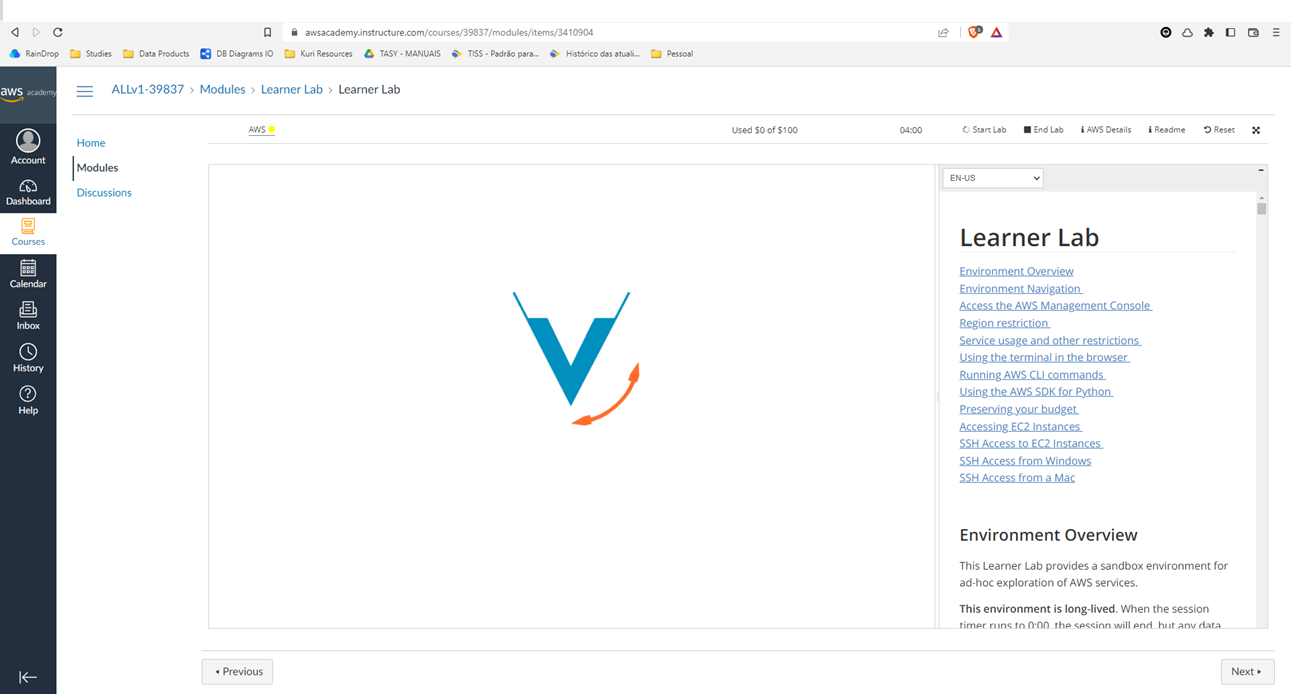 awsacademy.instructure.com/courses/39837/modules/items/3410904
RainDrop Studies Data Products DB Diagrams IO Kuri Resources TASY - MANUAIS TISS - Padrão para... Histórico das atuali... Pessoal
aws academy
ALLv1-39837 › Modules › Learner Lab › Learner Lab
Account
Dashboard
Courses
Calendar
Inbox
History
Help
Home
Modules
Discussions
AWS Used $0 of $100 04:00 Start Lab End Lab AWS Details Readme Reset
EN-US
Learner Lab
Environment Overview
Environment Navigation
Access the AWS Management Console
Region restriction
Service usage and other restrictions
Using the terminal in the browser
Running AWS CLI commands
Using the AWS SDK for Python
Preserving your budget
Accessing EC2 Instances
SSH Access to EC2 Instances
SSH Access from Windows
SSH Access from a Mac
Environment Overview
This Learner Lab provides a sandbox environment for
ad-hoc exploration of AWS services.
This environment is long-lived. When the session
timer runs to 0:00, the session will end, but any data
Previous Next